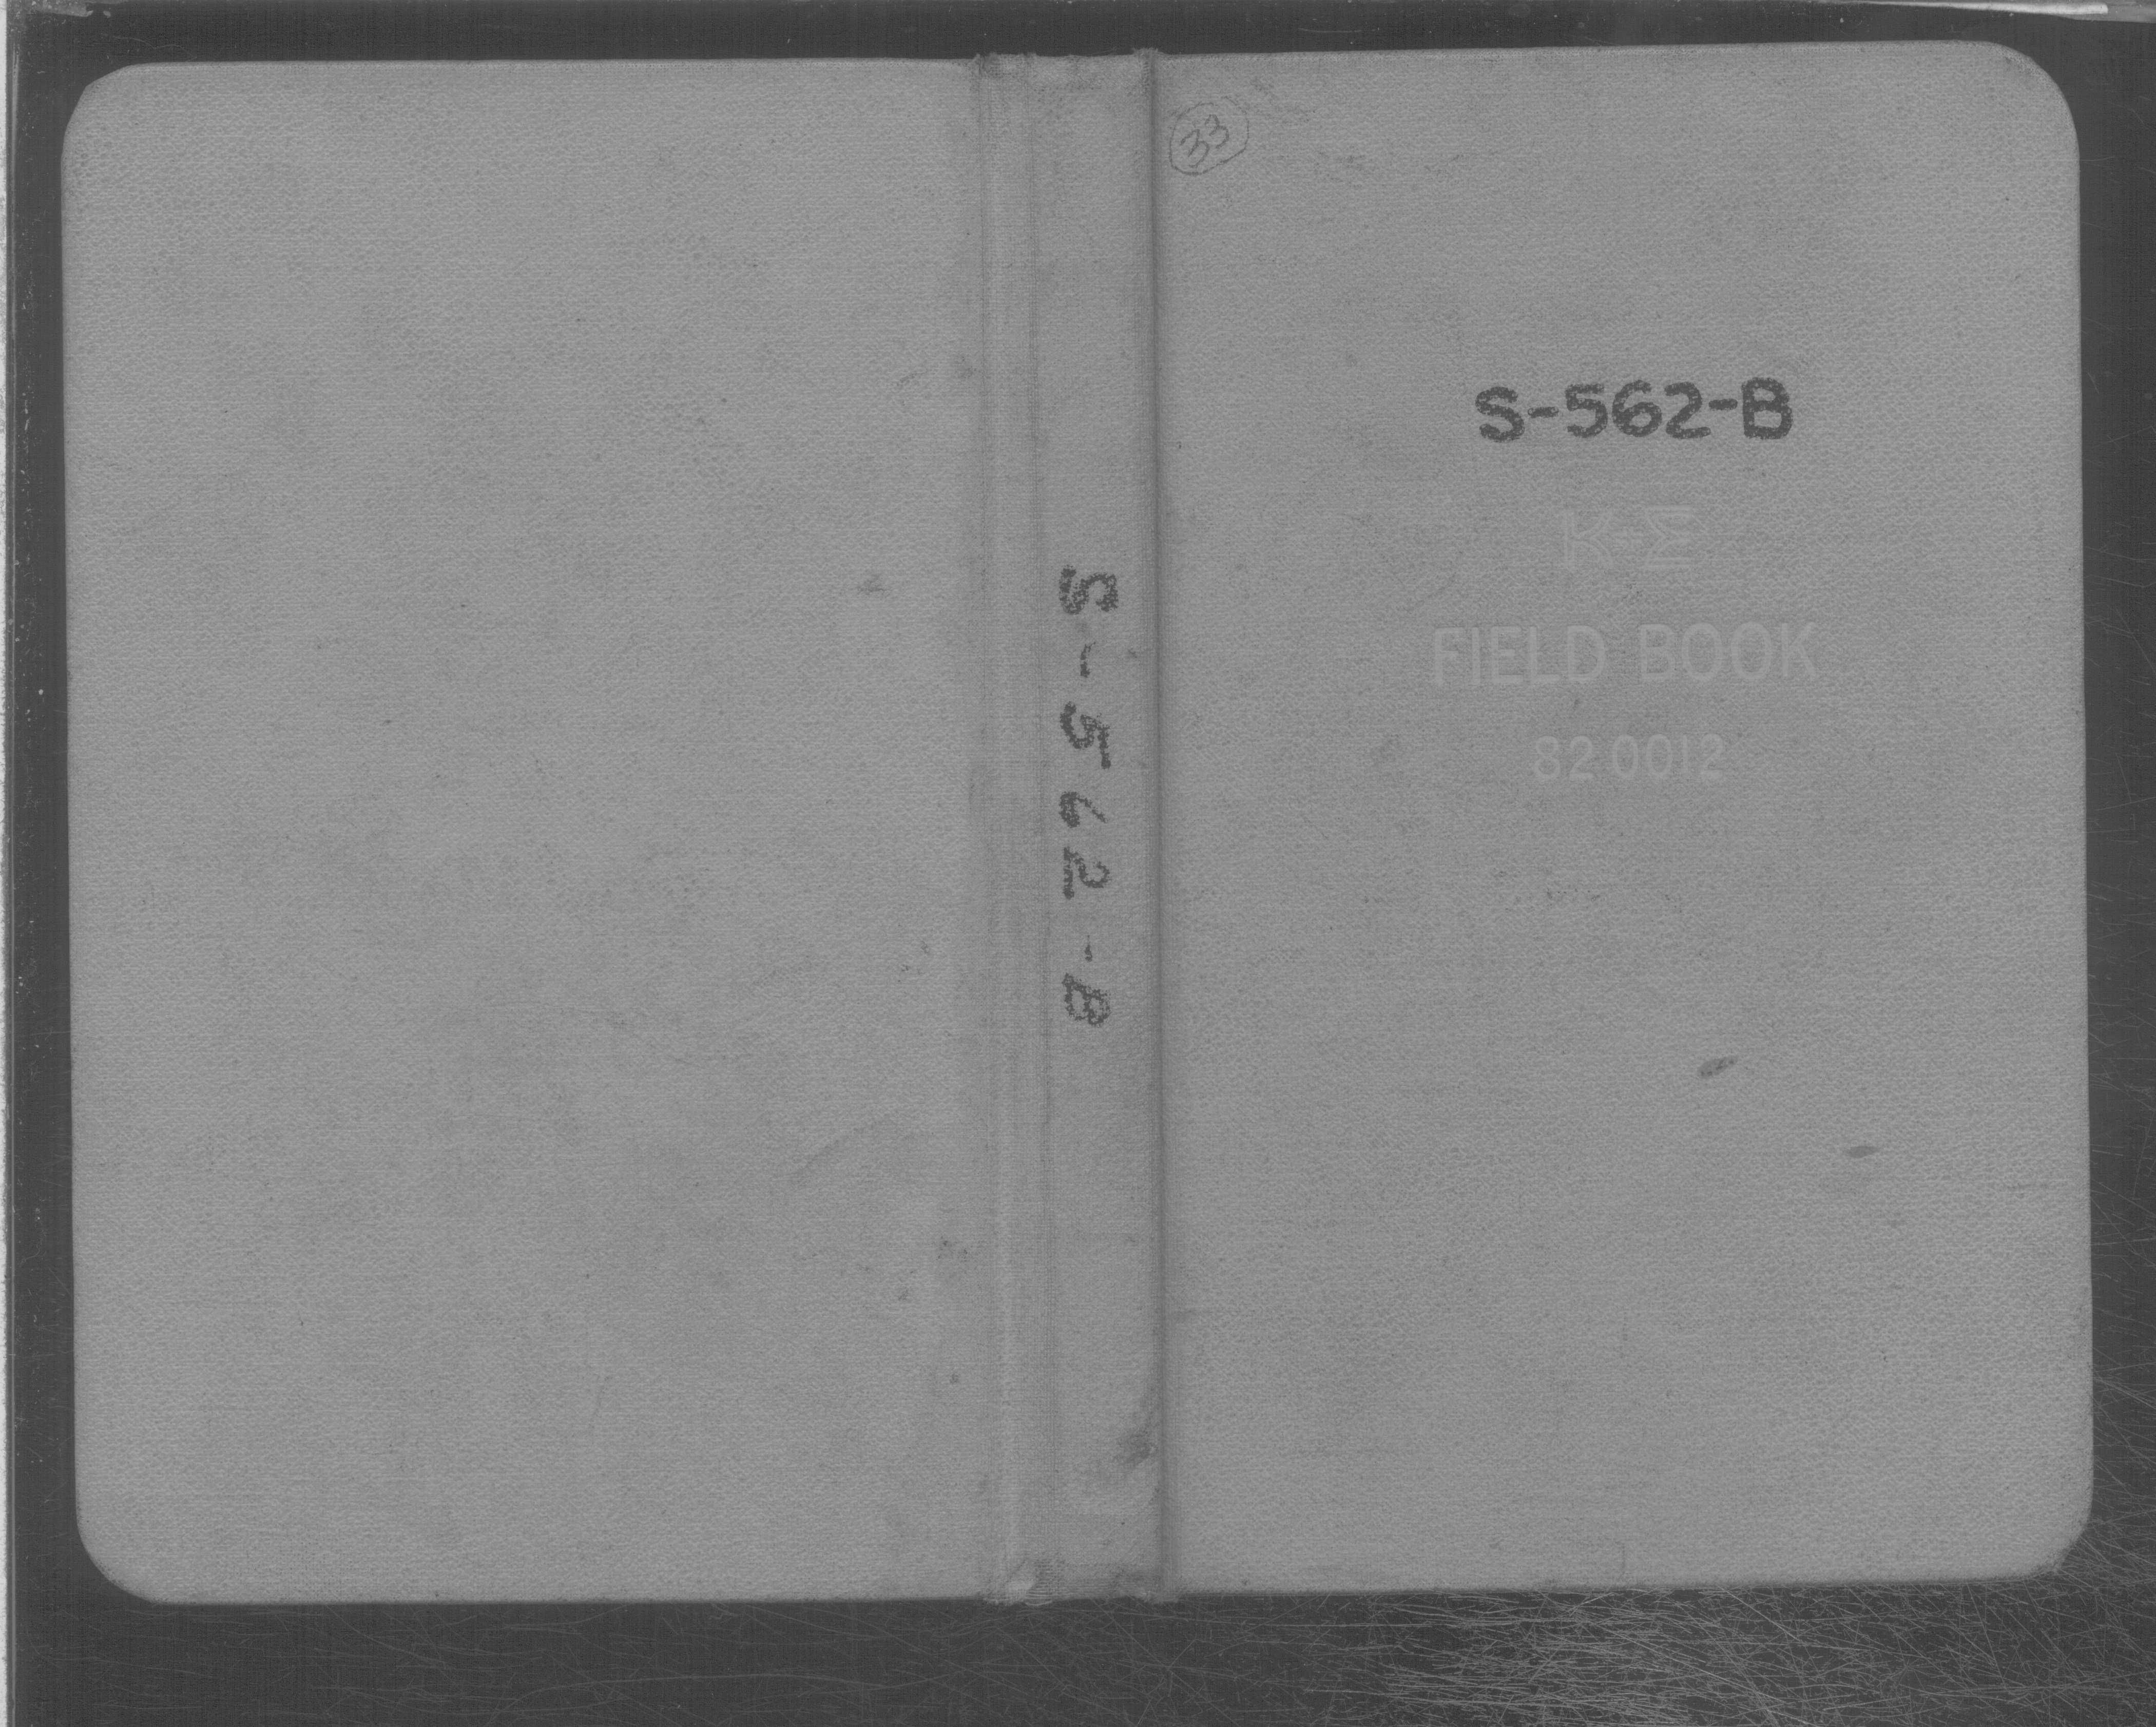 33
S-562-B
S-562-B
K+E
FIELD BOOK
82 0012